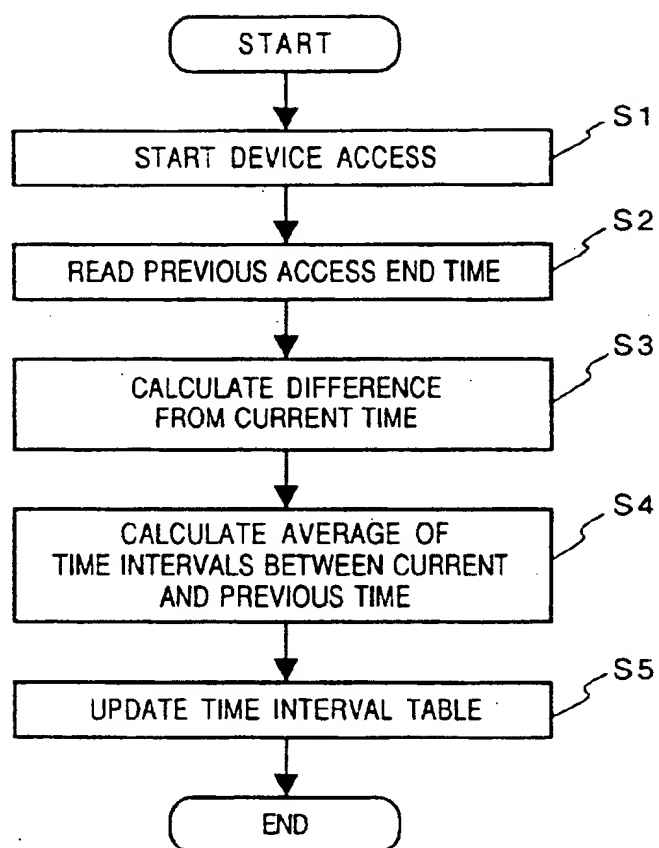 START
S1
START DEVICE ACCESS
S2
READ PREVIOUS ACCESS END TIME
S3
CALCULATE DIFFERENCE
FROM CURRENT TIME
S4
CALCULATE AVERAGE OF
TIME INTERVALS BETWEEN CURRENT
AND PREVIOUS TIME
S5
UPDATE TIME INTERVAL TABLE
END